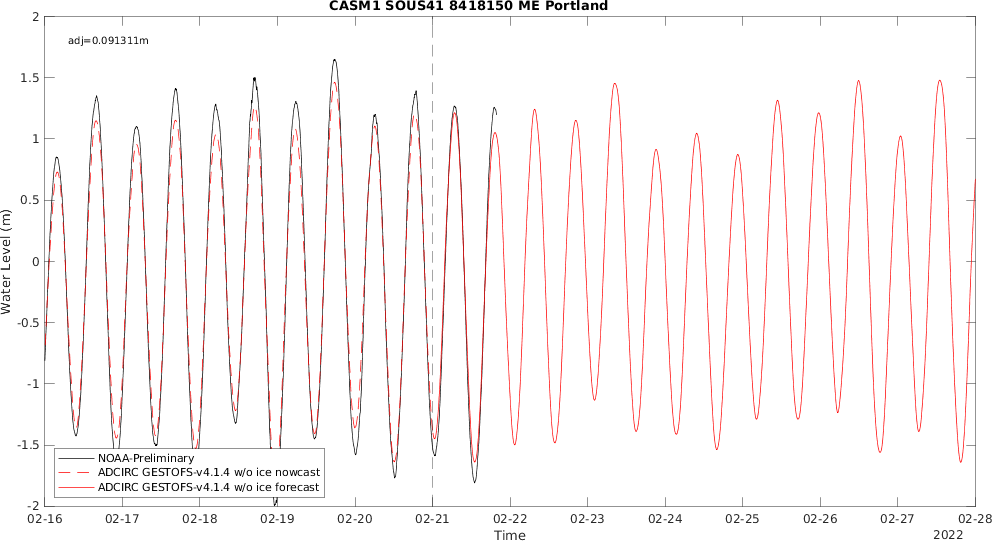 CASM1 SOUS41 8418150 ME Portland
adj=0.091311m
2
1.5
1
0.5
0
-0.5
-1
-1.5
-2
Water Level (m)
NOAA-Preliminary
ADCIRC GESTOFS-v4.1.4 w/o ice nowcast
ADCIRC GESTOFS-v4.1.4 w/o ice forecast
02-16 02-17 02-18 02-19 02-20 02-21 02-22 02-23 02-24 02-25 02-26 02-27 02-28
Time
2022